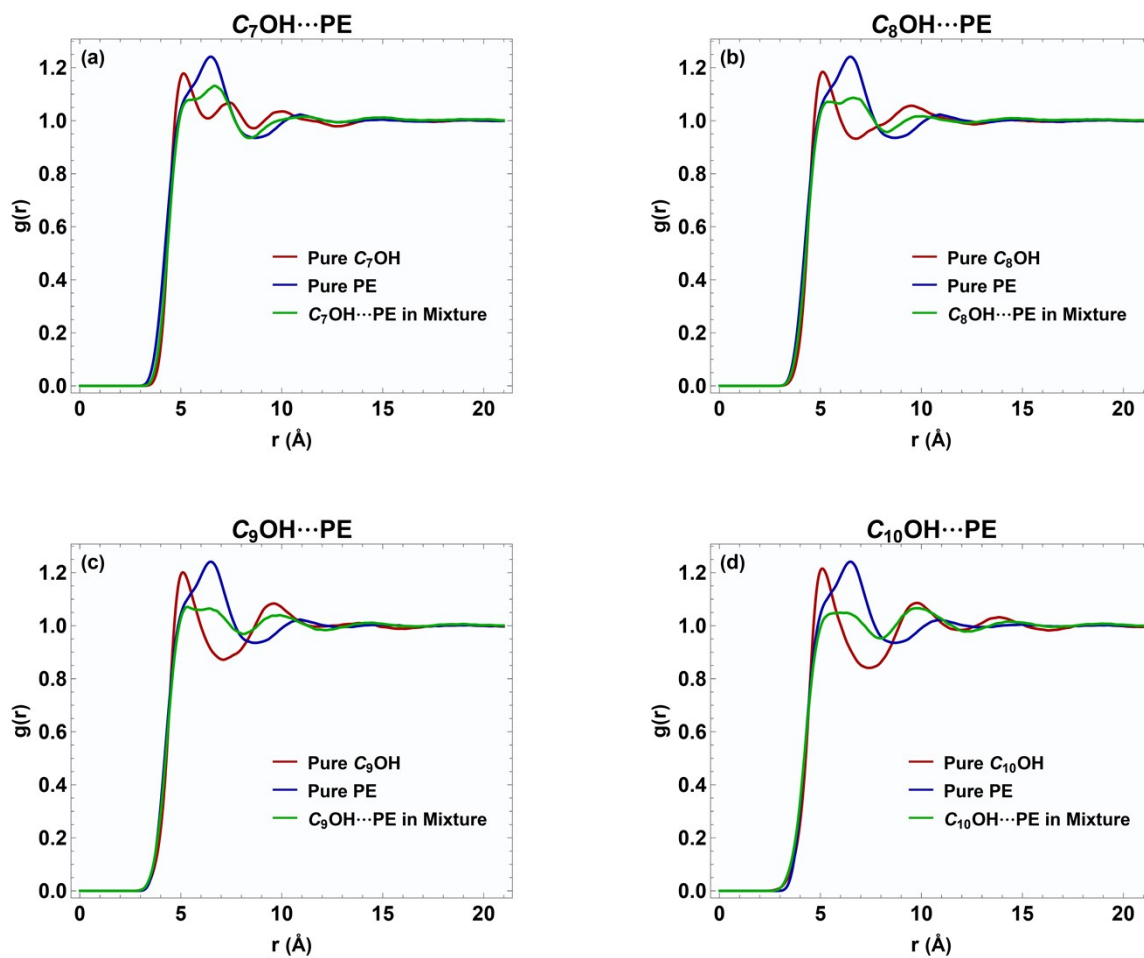 C₇OH···PE
(a)
g(r)
1.2
1.0
0.8
0.6
0.4
0.2
0.0
Pure C₇OH
Pure PE
C₇OH···PE in Mixture
0 5 10 15 20
r (Å)
C₈OH···PE
(b)
g(r)
1.2
1.0
0.8
0.6
0.4
0.2
0.0
Pure C₈OH
Pure PE
C₈OH···PE in Mixture
0 5 10 15 20
r (Å)
C₉OH···PE
(c)
g(r)
1.2
1.0
0.8
0.6
0.4
0.2
0.0
Pure C₉OH
Pure PE
C₉OH···PE in Mixture
0 5 10 15 20
r (Å)
C₁₀OH···PE
(d)
g(r)
1.2
1.0
0.8
0.6
0.4
0.2
0.0
Pure C₁₀OH
Pure PE
C₁₀OH···PE in Mixture
0 5 10 15 20
r (Å)